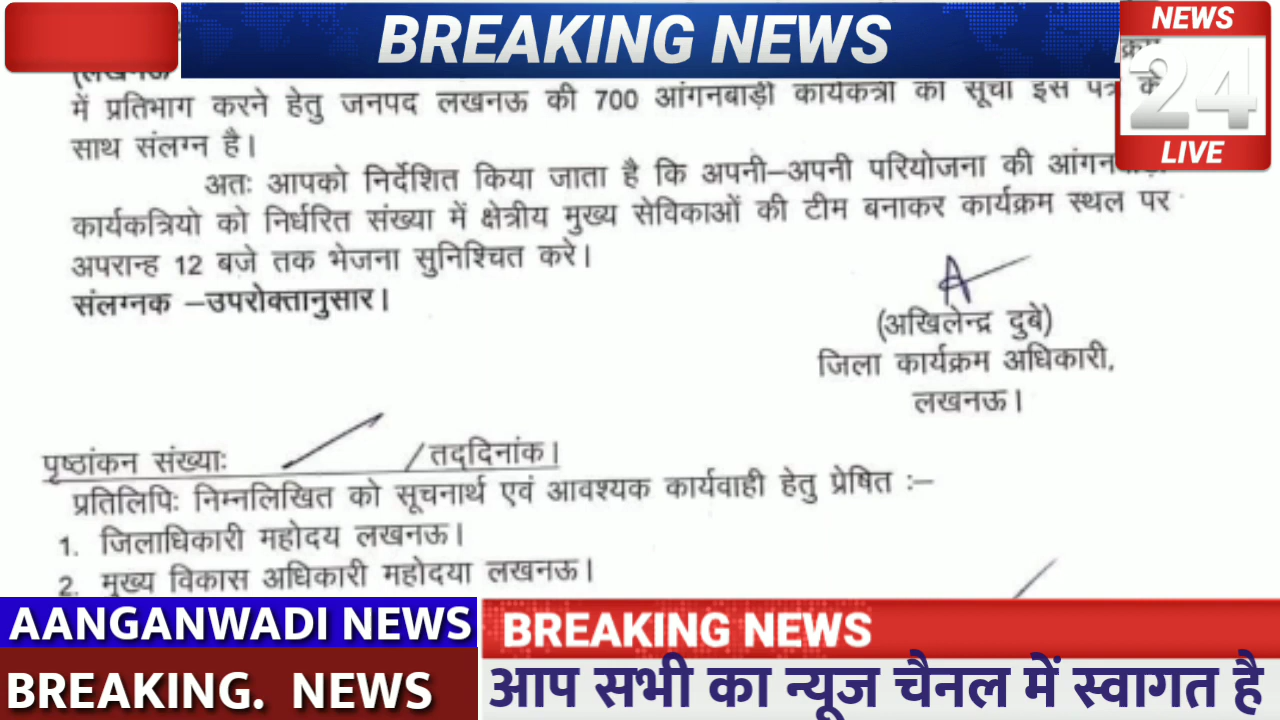 BREAKING NEWS
NEWS
24
LIVE
(लखनऊ
में प्रतिभाग करने हेतु जनपद लखनऊ की 700 आंगनबाड़ी कार्यकत्री की सूची इस पत्र के
साथ संलग्न है।
अतः आपको निर्देशित किया जाता है कि अपनी–अपनी परियोजना की
कार्यकत्रियो को निर्धरित संख्या में क्षेत्रीय मुख्य सेविकाओं की टीम बनाकर कार्यक्रम स्थल पर
अपरान्ह 12 बजे तक भेजना सुनिश्चित करे।
संलग्नक –उपरोक्तानुसार।
(अखिलेन्द्र दुबे)
जिला कार्यक्रम अधिकारी,
लखनऊ।
पृष्ठांकन संख्याः /तद्दिनांक।
प्रतिलिपिः निम्नलिखित को सूचनार्थ एवं आवश्यक कार्यवाही हेतु प्रेषित :–
1. जिलाधिकारी महोदय लखनऊ।
2. मुख्य विकास अधिकारी महोदया लखनऊ।
AANGANWADI NEWS
BREAKING NEWS
BREAKING. NEWS
आप सभी का न्यूज चैनल में स्वागत है